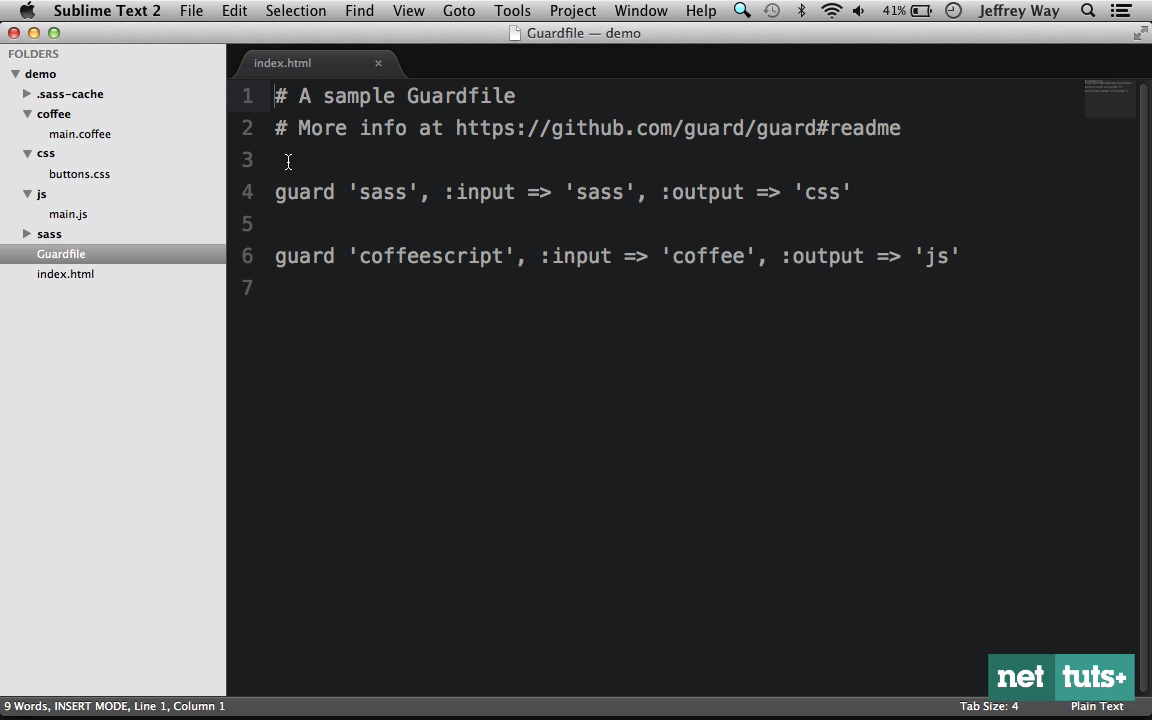 Sublime Text 2 File Edit Selection Find View Goto Tools Project Window Help 41% Jeffrey Way
Guardfile — demo
FOLDERS
demo
.sass-cache
coffee
main.coffee
css
buttons.css
js
main.js
sass
Guardfile
index.html
index.html ×
1 # A sample Guardfile
2 # More info at https://github.com/guard/guard#readme
3
4 guard 'sass', :input => 'sass', :output => 'css'
5
6 guard 'coffeescript', :input => 'coffee', :output => 'js'
7
net tuts+
9 Words, INSERT MODE, Line 1, Column 1 Tab Size: 4 Plain Text